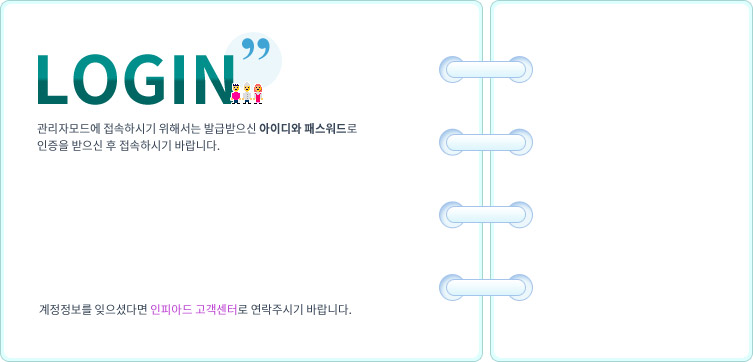 LOGIN
관리자모드에 접속하시기 위해서는 발급받으신 아이디와 패스워드로
인증을 받으신 후 접속하시기 바랍니다.
계정정보를 잊으셨다면 인피아드 고객센터로 연락주시기 바랍니다.